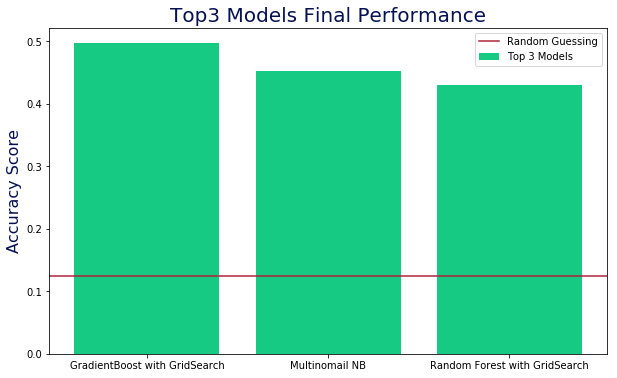 Top3 Models Final Performance
Random Guessing
Top 3 Models
Accuracy Score
0.5
0.4
0.3
0.2
0.1
0.0
GradientBoost with GridSearch
Multinomail NB
Random Forest with GridSearch